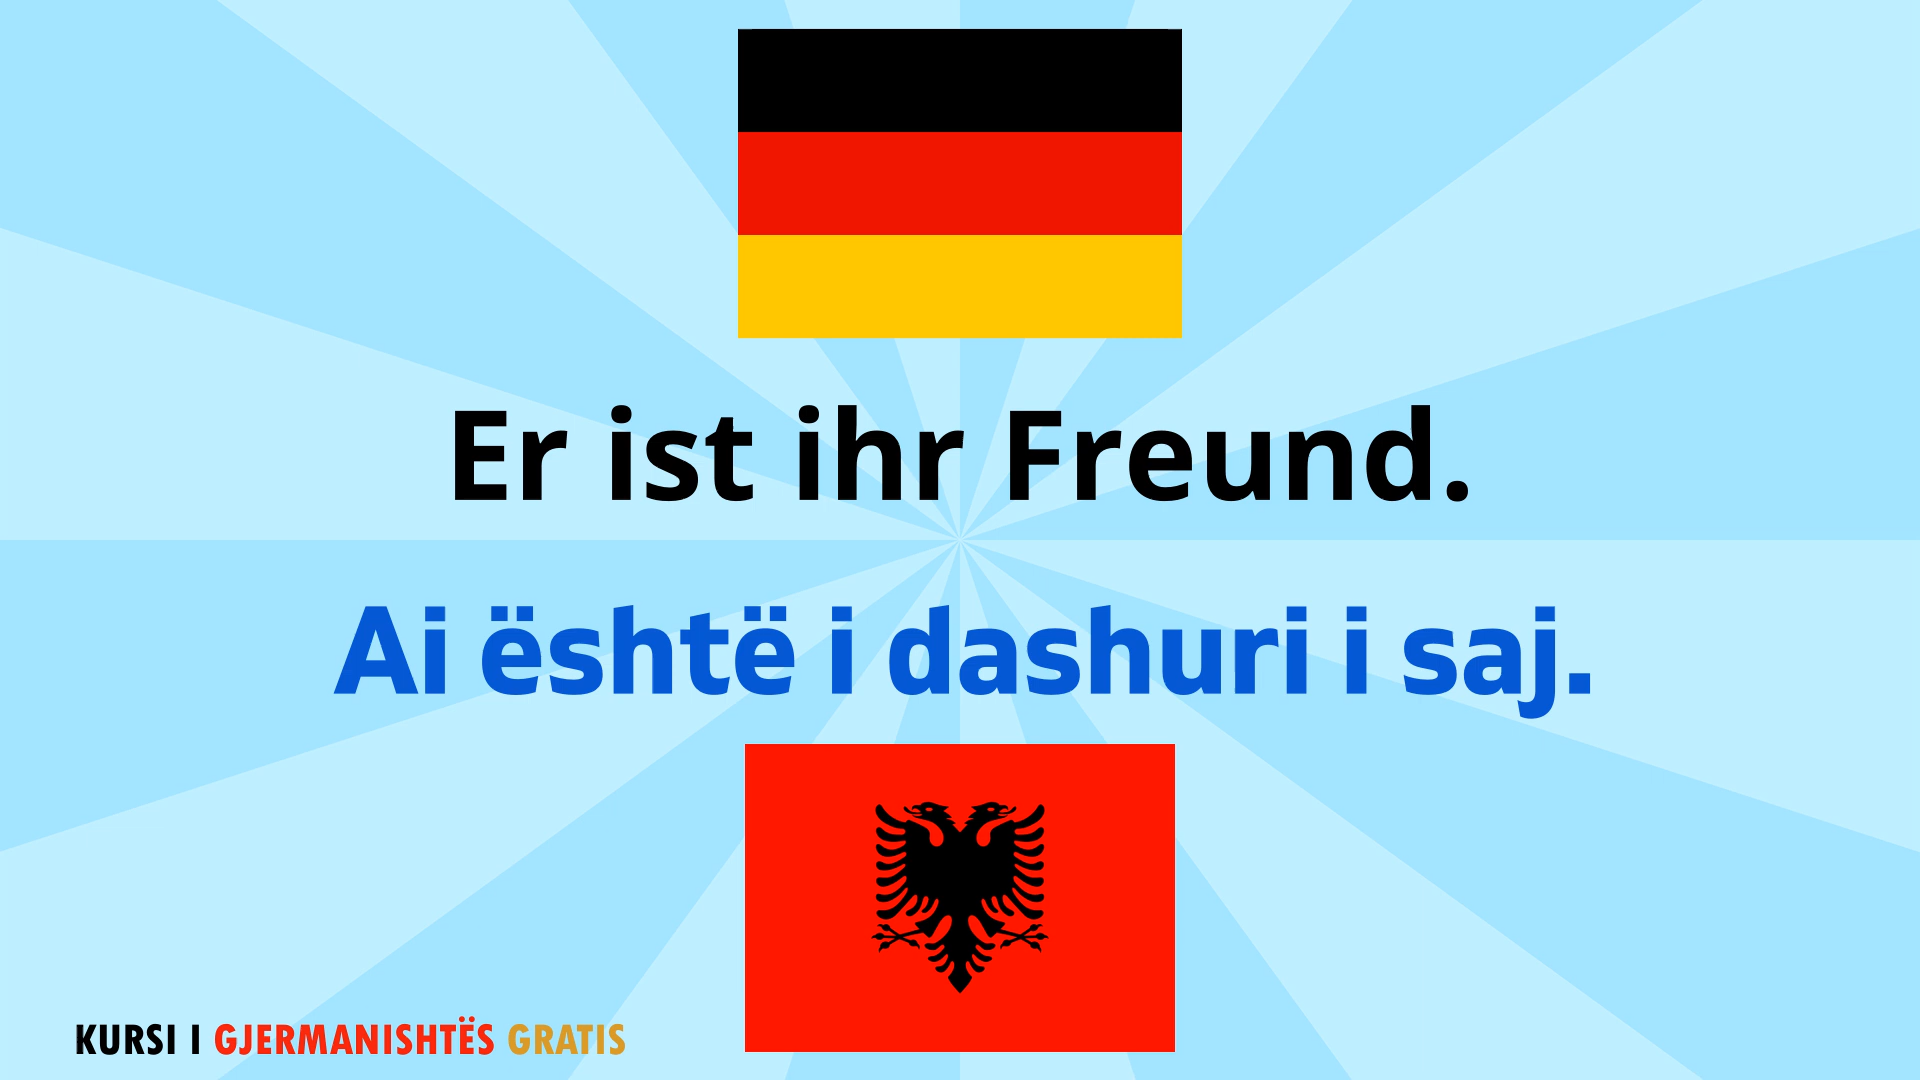 Er ist ihr Freund.
Ai është i dashuri i saj.
KURSI I GJERMANISHTËS GRATIS